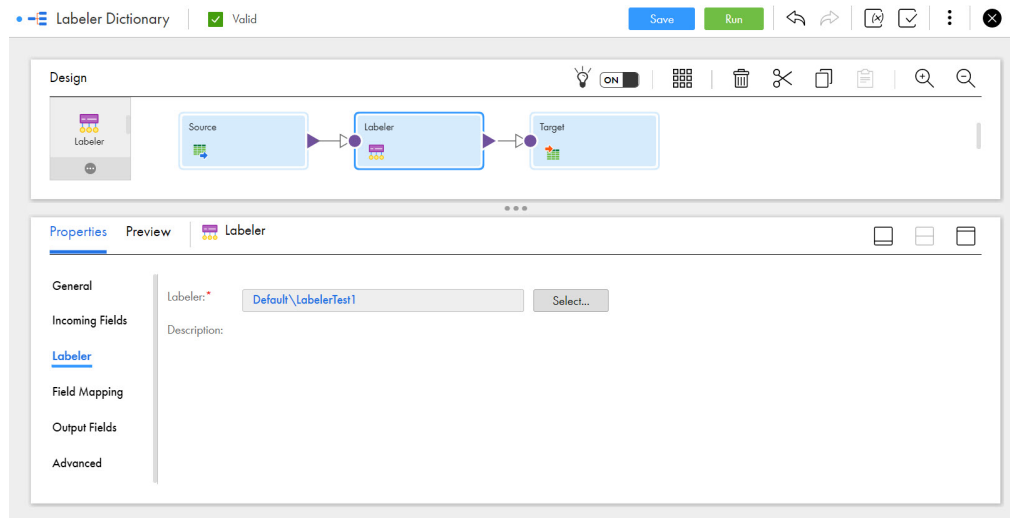 Labeler Dictionary Valid Save Run
Design ON
Labeler
Source
Labeler
Target
Properties Preview Labeler
General
Incoming Fields
Labeler
Field Mapping
Output Fields
Advanced
Labeler:* Default\LabelerTest1 Select...
Description: